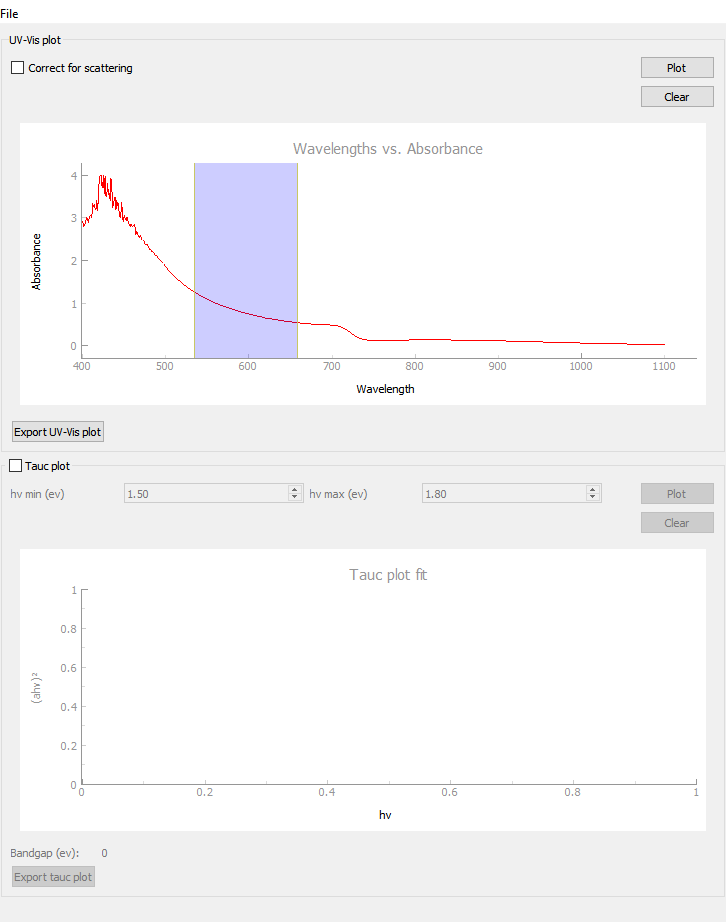 File
UV-Vis plot
Correct for scattering
Plot
Clear
Wavelengths vs. Absorbance
Absorbance
4
3
2
1
0
400 500 600 700 800 900 1000 1100
Wavelength
Export UV-Vis plot
Tauc plot
hv min (ev) 1.50 hv max (ev) 1.80 Plot
Clear
Tauc plot fit
(ahγ)²
1
0.8
0.6
0.4
0.2
0
0 0.2 0.4 0.6 0.8 1
hv
Bandgap (ev): 0
Export tauc plot